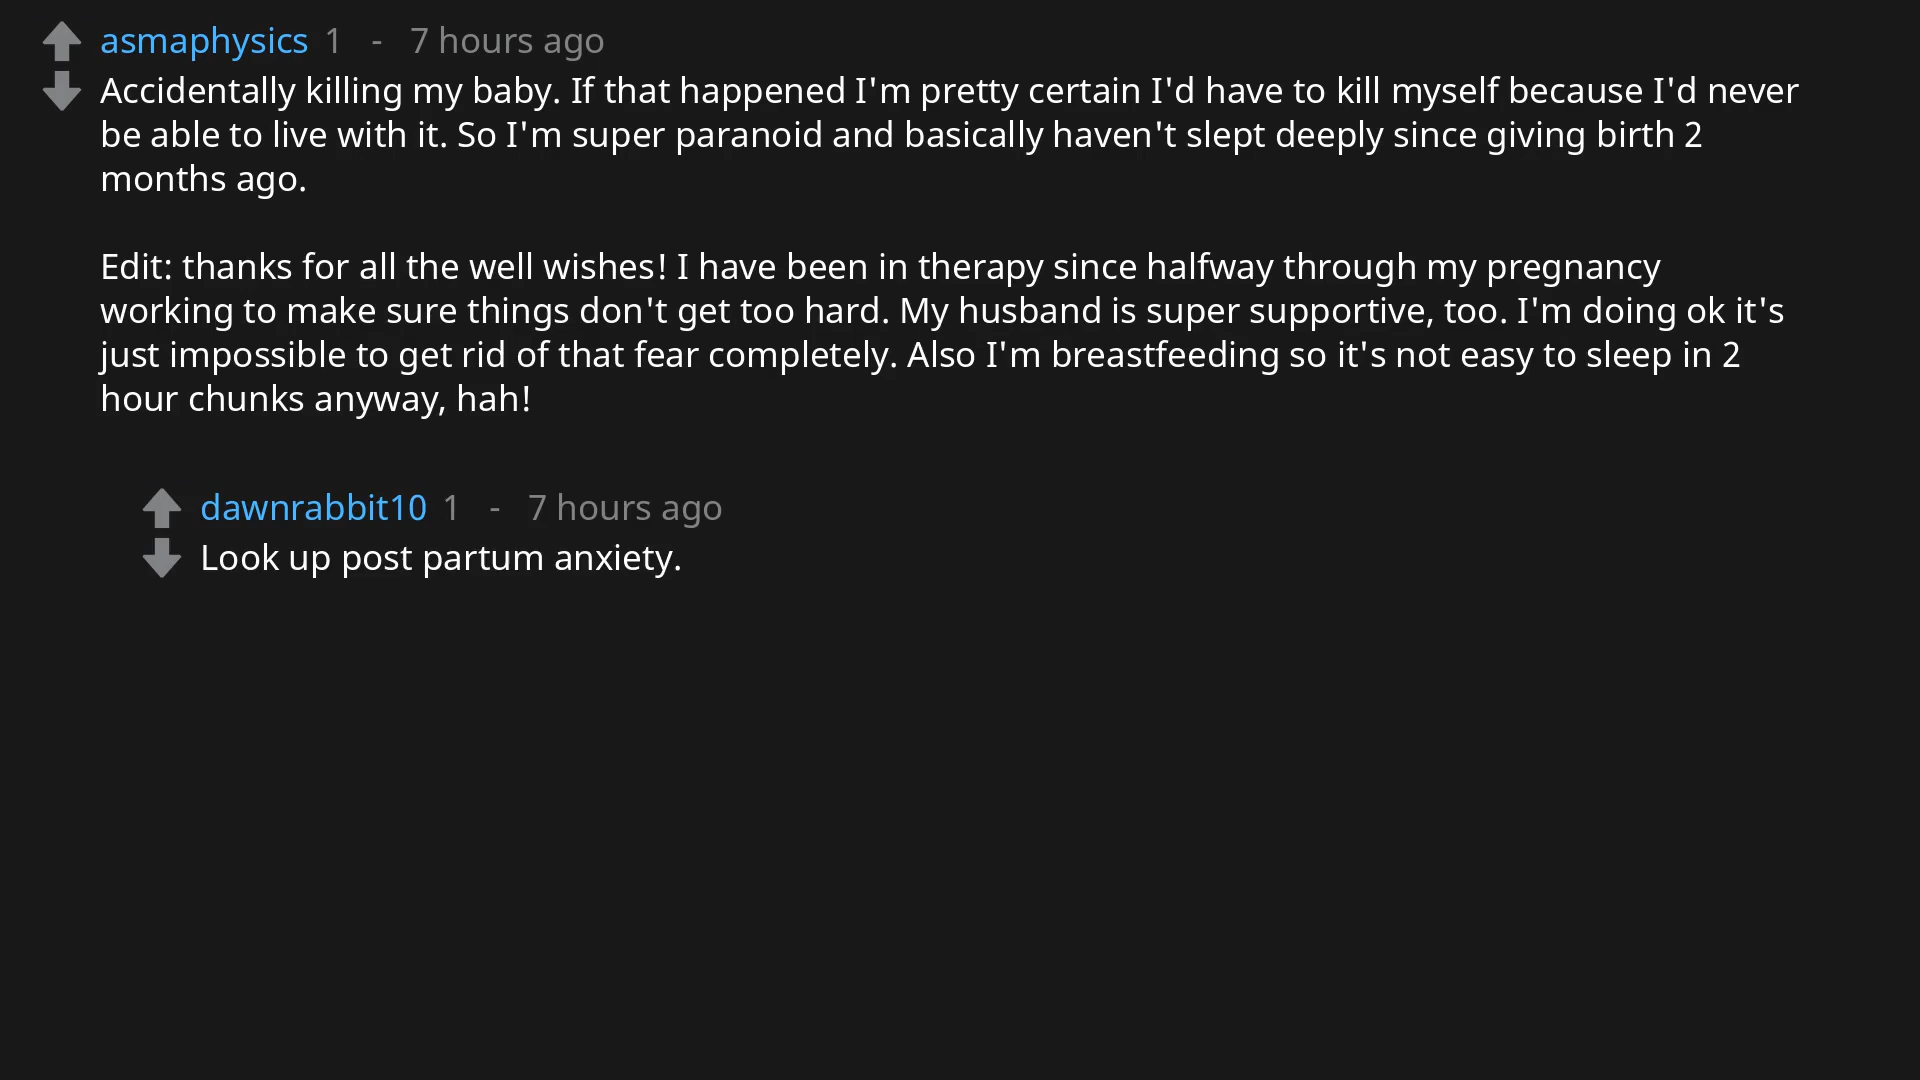 asmaphysics 1 - 7 hours ago
Accidentally killing my baby. If that happened I'm pretty certain I'd have to kill myself because I'd never
be able to live with it. So I'm super paranoid and basically haven't slept deeply since giving birth 2
months ago.
Edit: thanks for all the well wishes! I have been in therapy since halfway through my pregnancy
working to make sure things don't get too hard. My husband is super supportive, too. I'm doing ok it's
just impossible to get rid of that fear completely. Also I'm breastfeeding so it's not easy to sleep in 2
hour chunks anyway, hah!
dawnrabbit10 1 - 7 hours ago
Look up post partum anxiety.